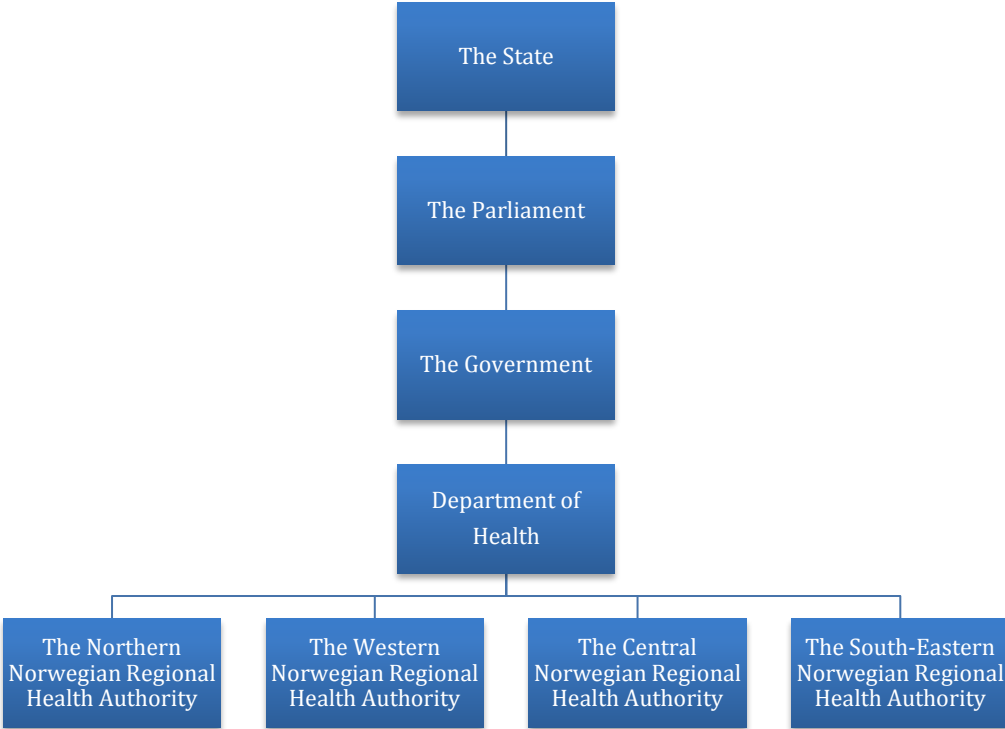 The State
The Parliament
The Government
Department of
Health
The Northern
Norwegian Regional
Health Authority
The Western
Norwegian Regional
Health Authority
The Central
Norwegian Regional
Health Authority
The South-Eastern
Norwegian Regional
Health Authority